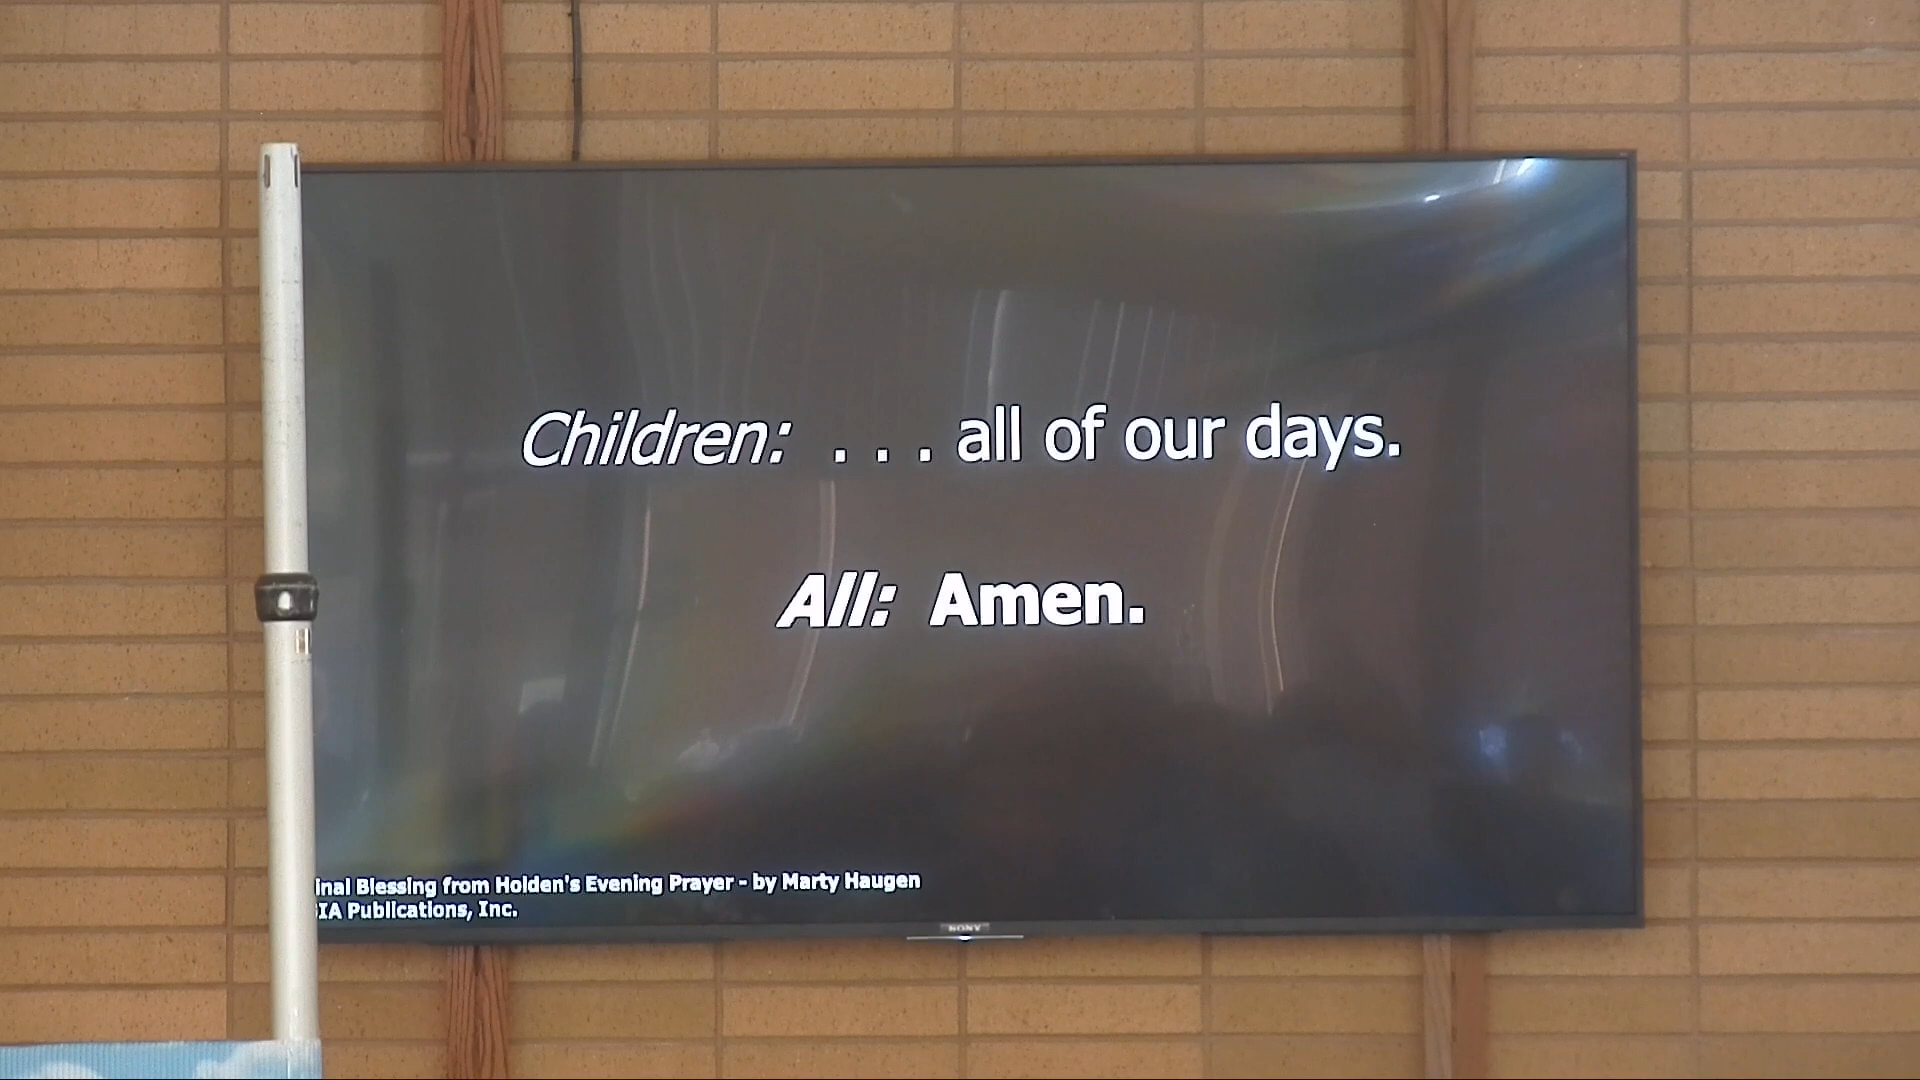 Children: . . . all of our days.
All: Amen.
inal Blessing from Holden's Evening Prayer - by Marty Haugen
IA Publications, Inc.
SONY